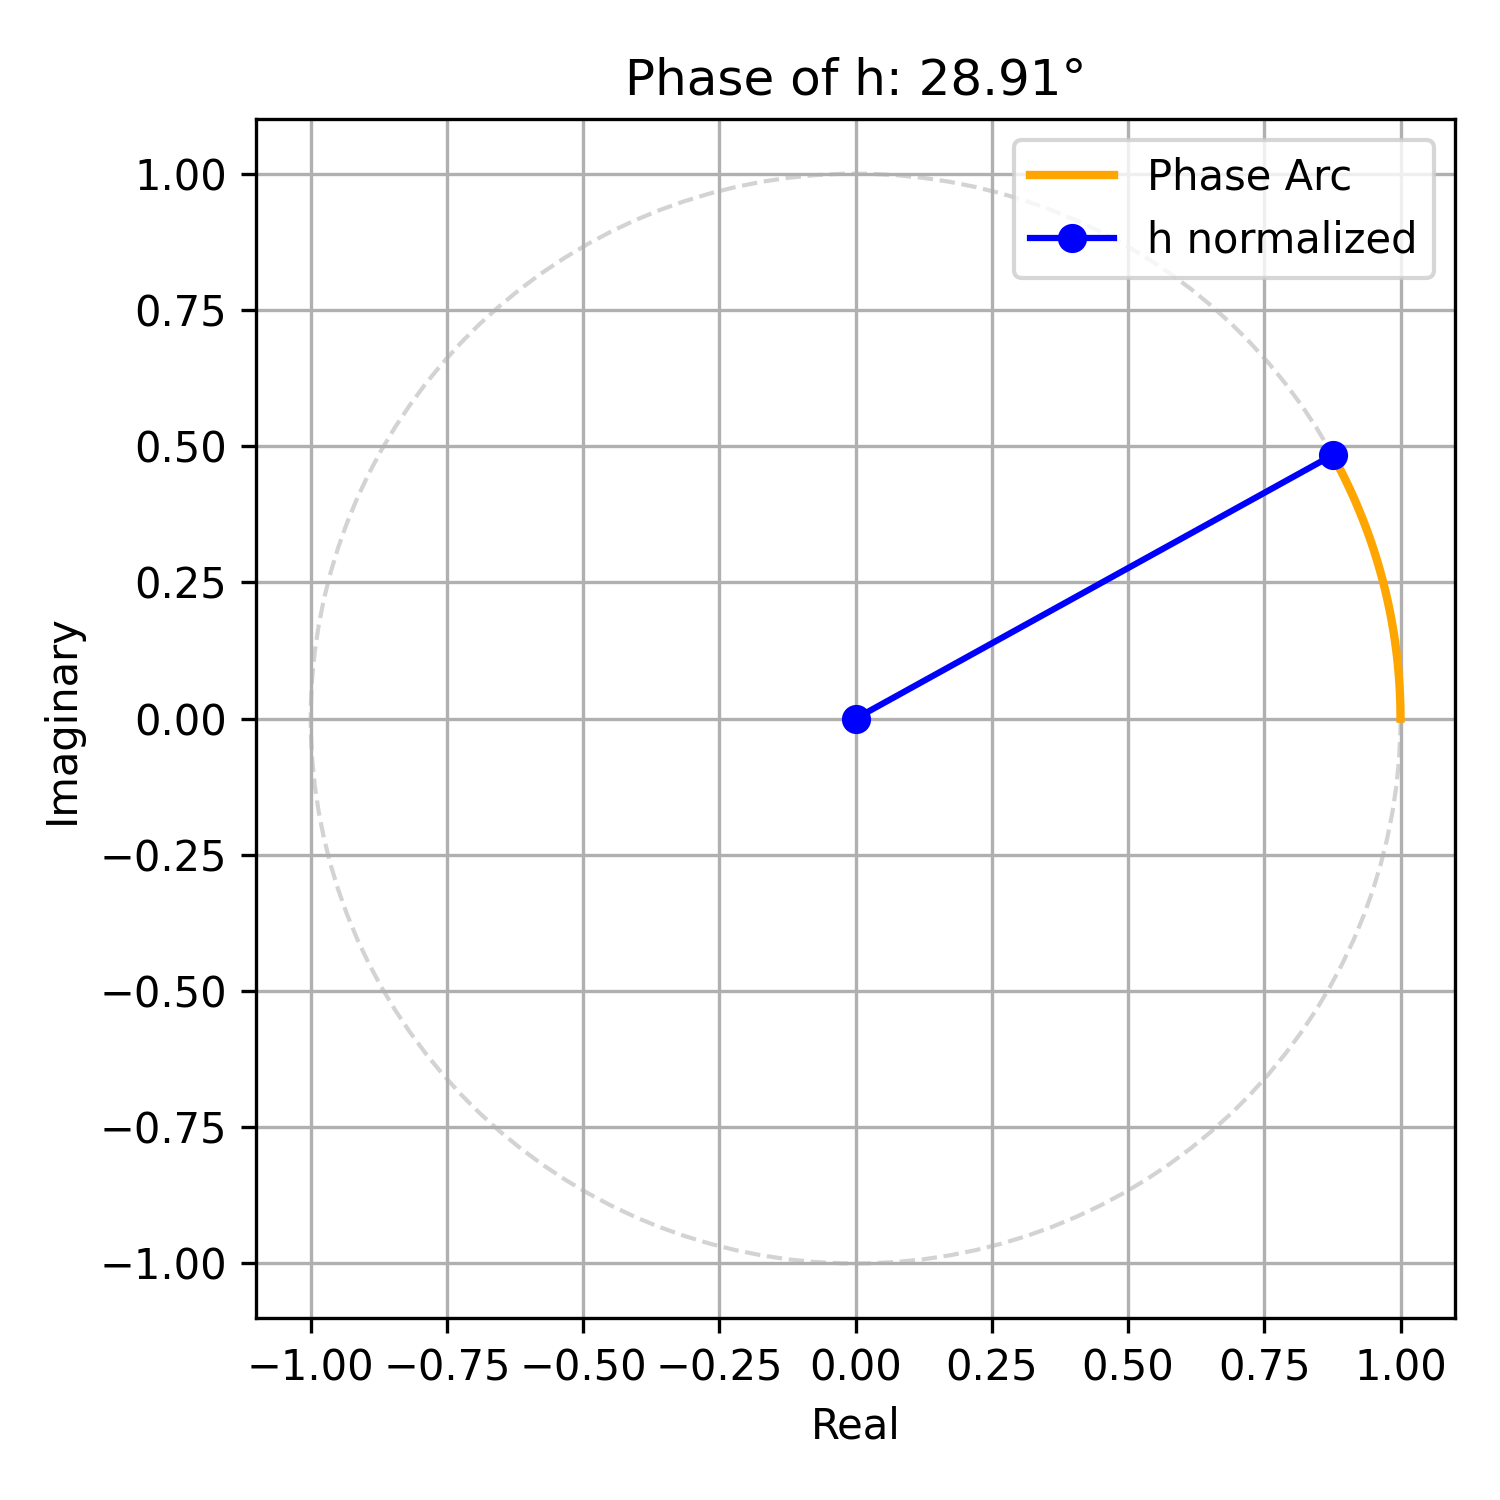 Phase of h: 28.91°
Phase Arc
h normalized
1.00
0.75
0.50
0.25
0.00
−0.25
−0.50
−0.75
−1.00
Imaginary
−1.00 −0.75 −0.50 −0.25 0.00 0.25 0.50 0.75 1.00
Real